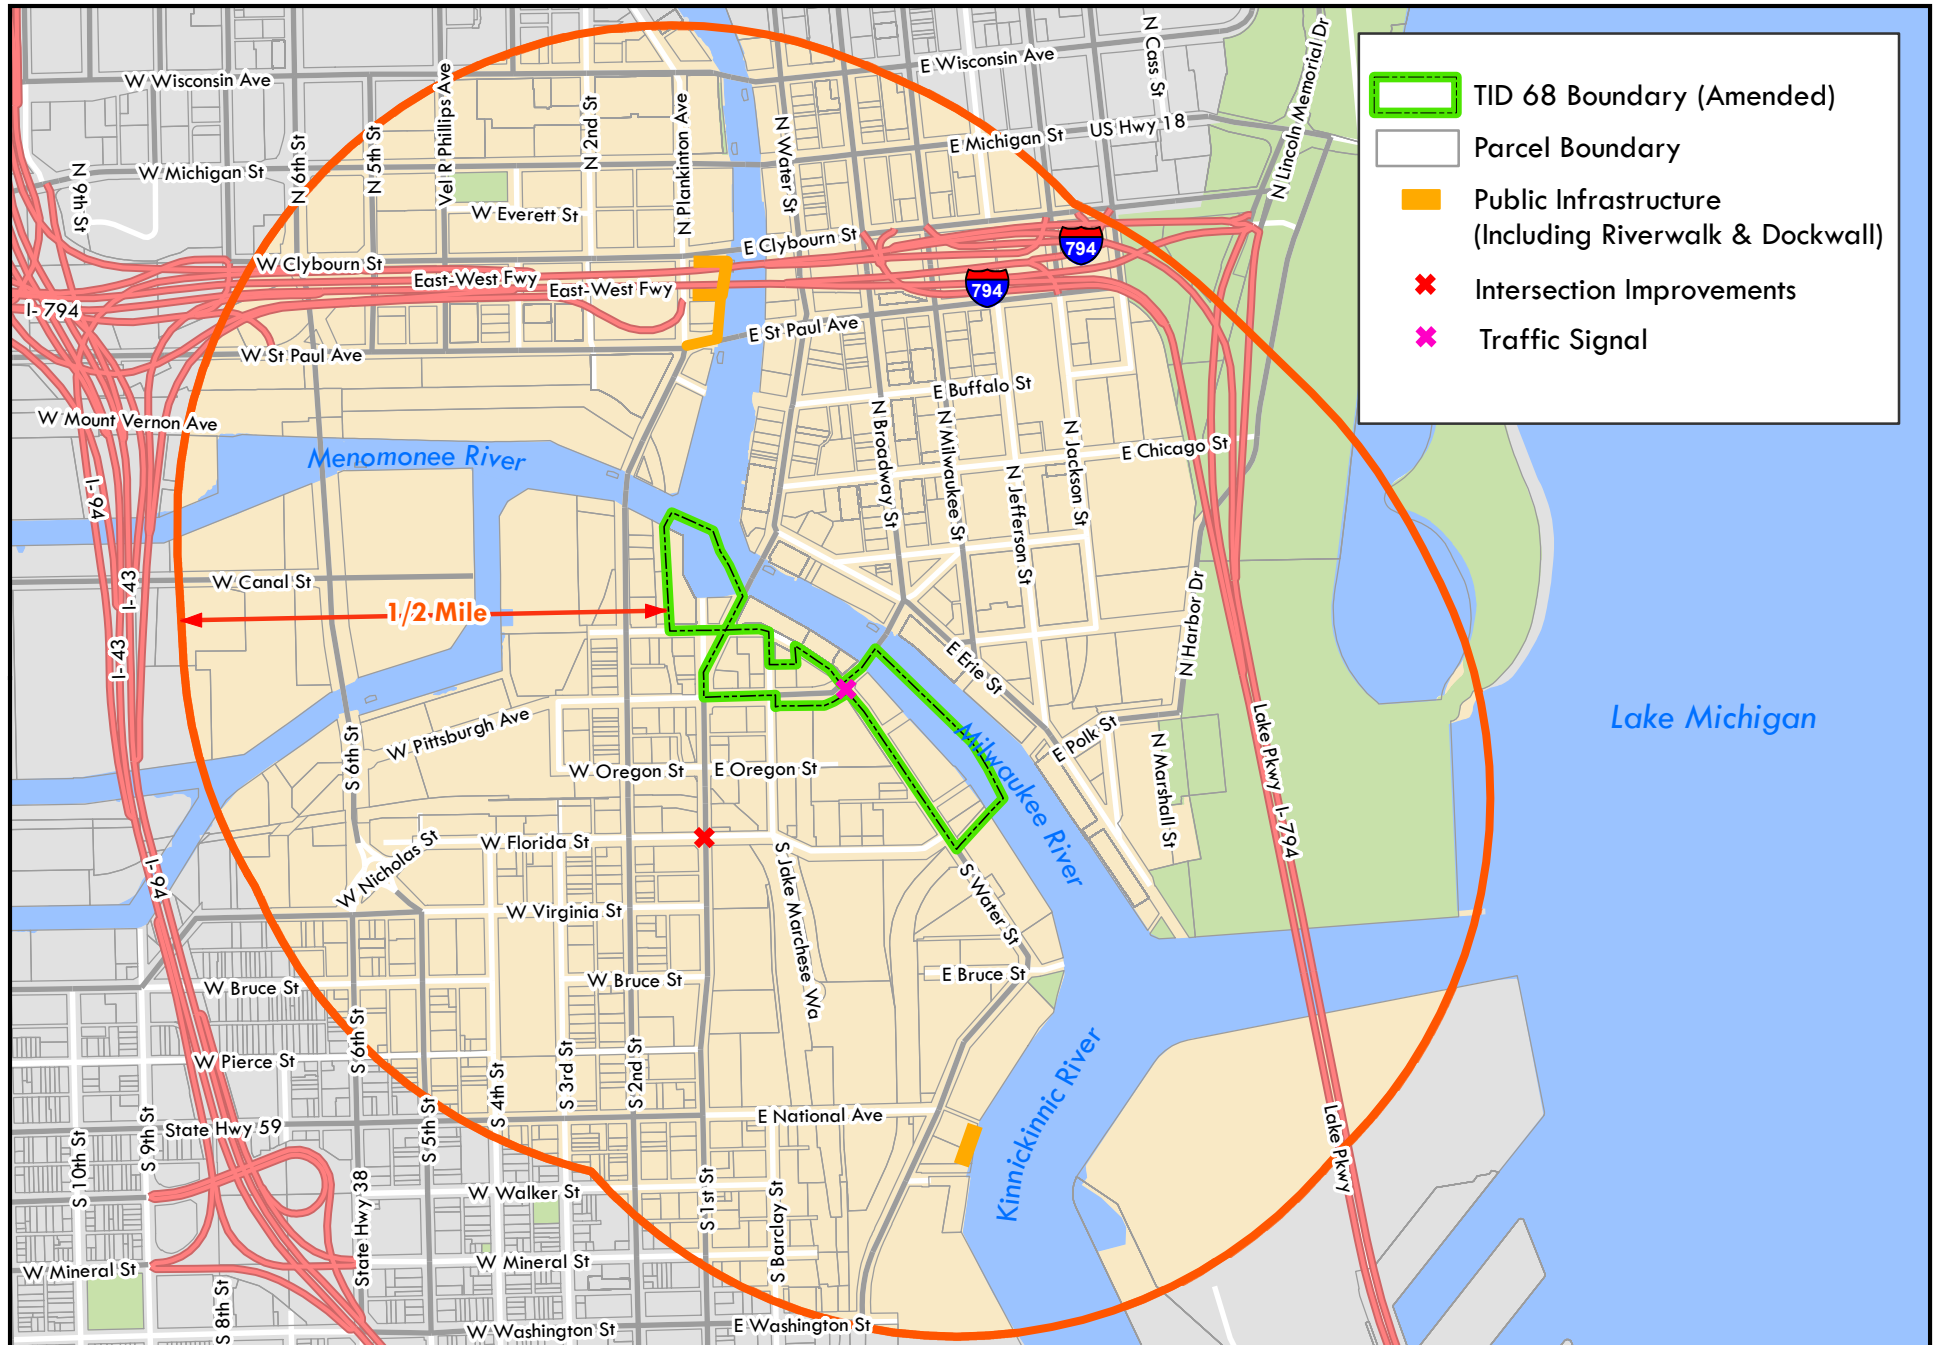 N Cass St
N Lincoln Memorial Dr
W Wisconsin Ave
E Wisconsin Ave
Vel R Phillips Ave
N 2nd St
N Plankinton Ave
N Water St
E Michigan St
US Hwy 18
N 9th St
W Michigan St
N 6th St
N 5th St
W Everett St
E Clybourn St
W Clybourn St
East-West Fwy
East-West Fwy
794
794
I- 794
E St Paul Ave
W St Paul Ave
TID 68 Boundary (Amended)
Parcel Boundary
Public Infrastructure
(Including Riverwalk & Dockwall)
Intersection Improvements
Traffic Signal
E Buffalo St
W Mount Vernon Ave
Menomonee River
N Broadway St
N Milwaukee St
N Jefferson St
N Jackson St
E Chicago St
I- 94
W Canal St
I- 43
1/2 Mile
I- 43
N Harbor Dr
E Erie St
Lake Michigan
W Pittsburgh Ave
S 6th St
E Polk St
Milwaukee River
N Marshall St
Lake Pkwy
I- 794
W Oregon St
E Oregon St
W Florida St
W Nicholas St
I- 94
S Jake Marchese Wa
S Water St
W Virginia St
W Bruce St
W Bruce St
E Bruce St
S 6th St
W Pierce St
Kinnickinnic River
S 4th St
S 3rd St
S 2nd St
E National Ave
State Hwy 59
S 5th St
S 10th St
S 9th St
Lake Pkwy
W Walker St
S 1st St
S Barclay St
State Hwy 38
W Mineral St
W Mineral St
S 8th St
W Washington St
E Washington St